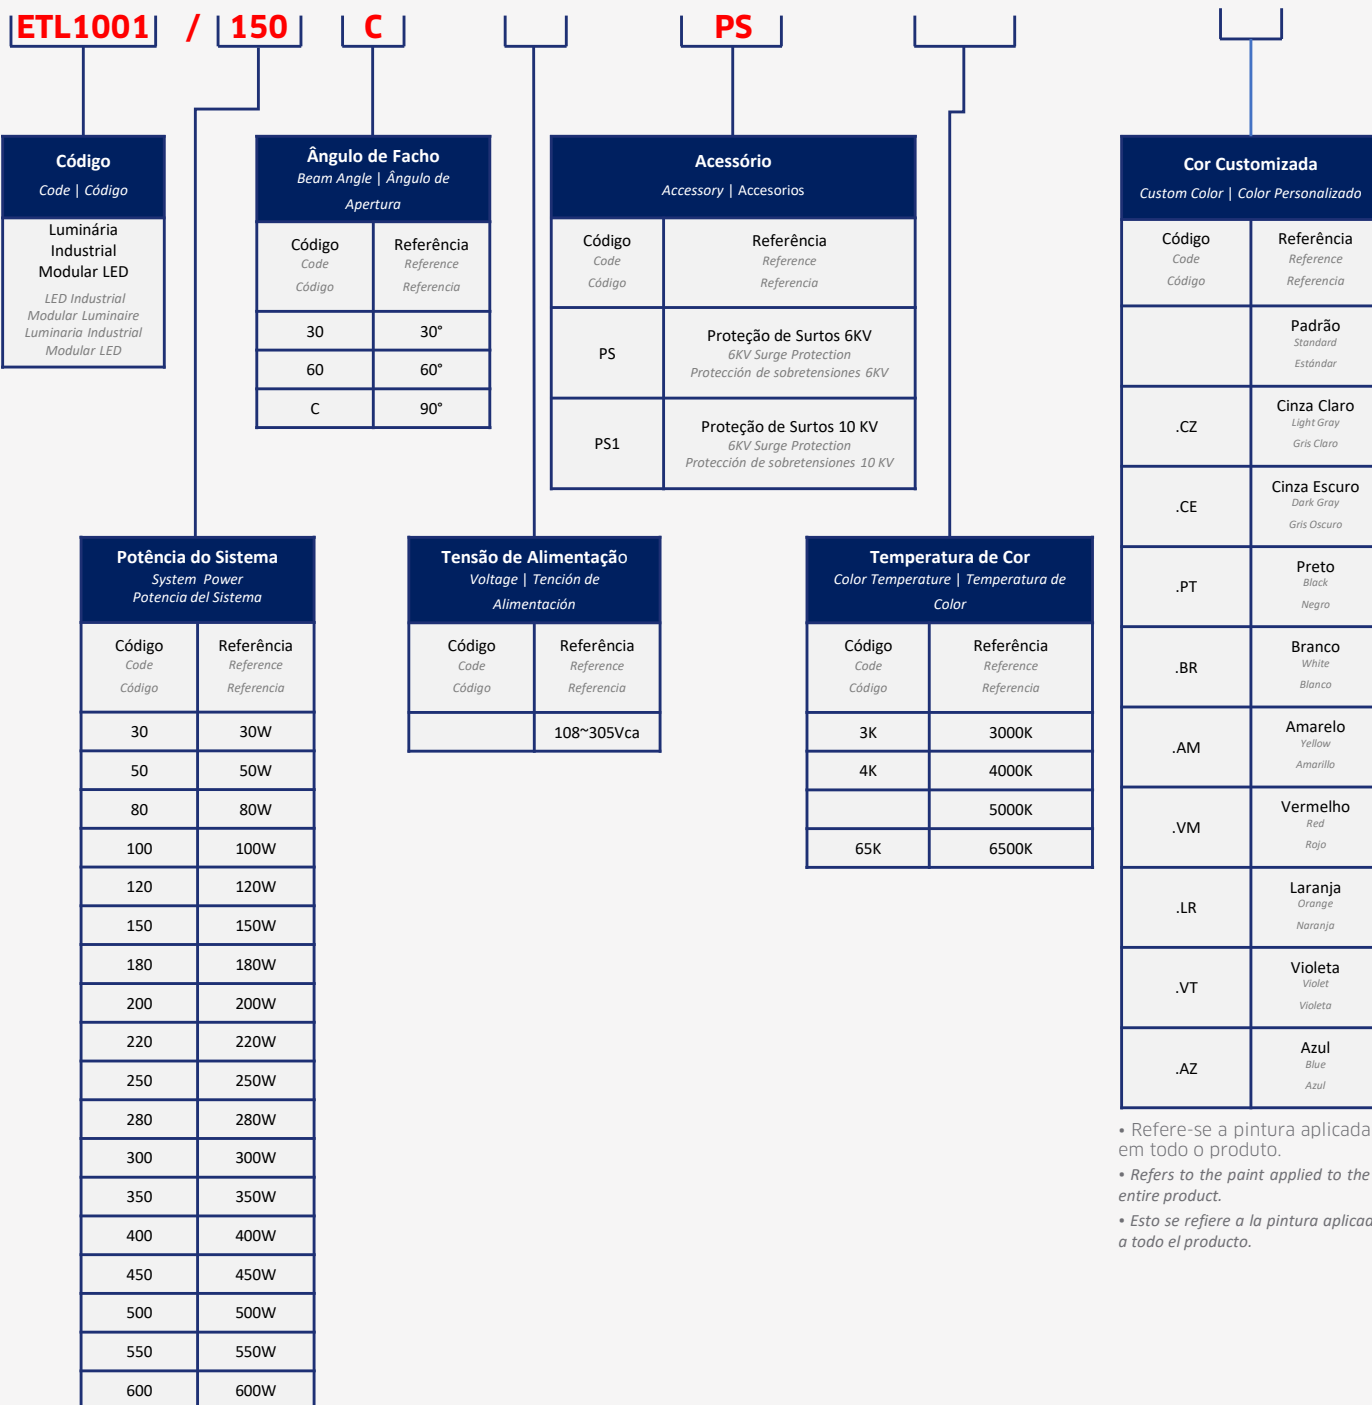 ETL1001 / 150 C PS
Código
Code | Código
Luminária
Industrial
Modular LED
LED Industrial
Modular Luminaire
Luminaria Industrial
Modular LED
Ângulo de Facho
Beam Angle | Ângulo de
Apertura
Código Referência
Code Reference
Código Referencia
30 30°
60 60°
C 90°
Acessório
Accessory | Accesorios
Código Referência
Code Reference
Código Referencia
PS Proteção de Surtos 6KV
6KV Surge Protection
Protección de sobretensiones 6KV
PS1 Proteção de Surtos 10 KV
6KV Surge Protection
Protección de sobretensiones 10 KV
Cor Customizada
Custom Color | Color Personalizado
Código Referência
Code Reference
Código Referencia
Padrão
Standard
Estándar
.CZ Cinza Claro
Light Gray
Gris Claro
.CE Cinza Escuro
Dark Gray
Gris Oscuro
.PT Preto
Black
Negro
.BR Branco
White
Blanco
.AM Amarelo
Yellow
Amarillo
.VM Vermelho
Red
Rojo
.LR Laranja
Orange
Naranja
.VT Violeta
Violet
Violeta
.AZ Azul
Blue
Azul
• Refere-se a pintura aplicada
em todo o produto.
• Refers to the paint applied to the
entire product.
• Esto se refiere a la pintura aplicad
a todo el producto.
Potência do Sistema
System Power
Potencia del Sistema
Código Referência
Code Reference
Código Referencia
30 30W
50 50W
80 80W
100 100W
120 120W
150 150W
180 180W
200 200W
220 220W
250 250W
280 280W
300 300W
350 350W
400 400W
450 450W
500 500W
550 550W
600 600W
Tensão de Alimentação
Voltage | Tención de
Alimentación
Código Referência
Code Reference
Código Referencia
108~305Vca
Temperatura de Cor
Color Temperature | Temperatura de
Color
Código Referência
Code Reference
Código Referencia
3K 3000K
4K 4000K
5000K
65K 6500K